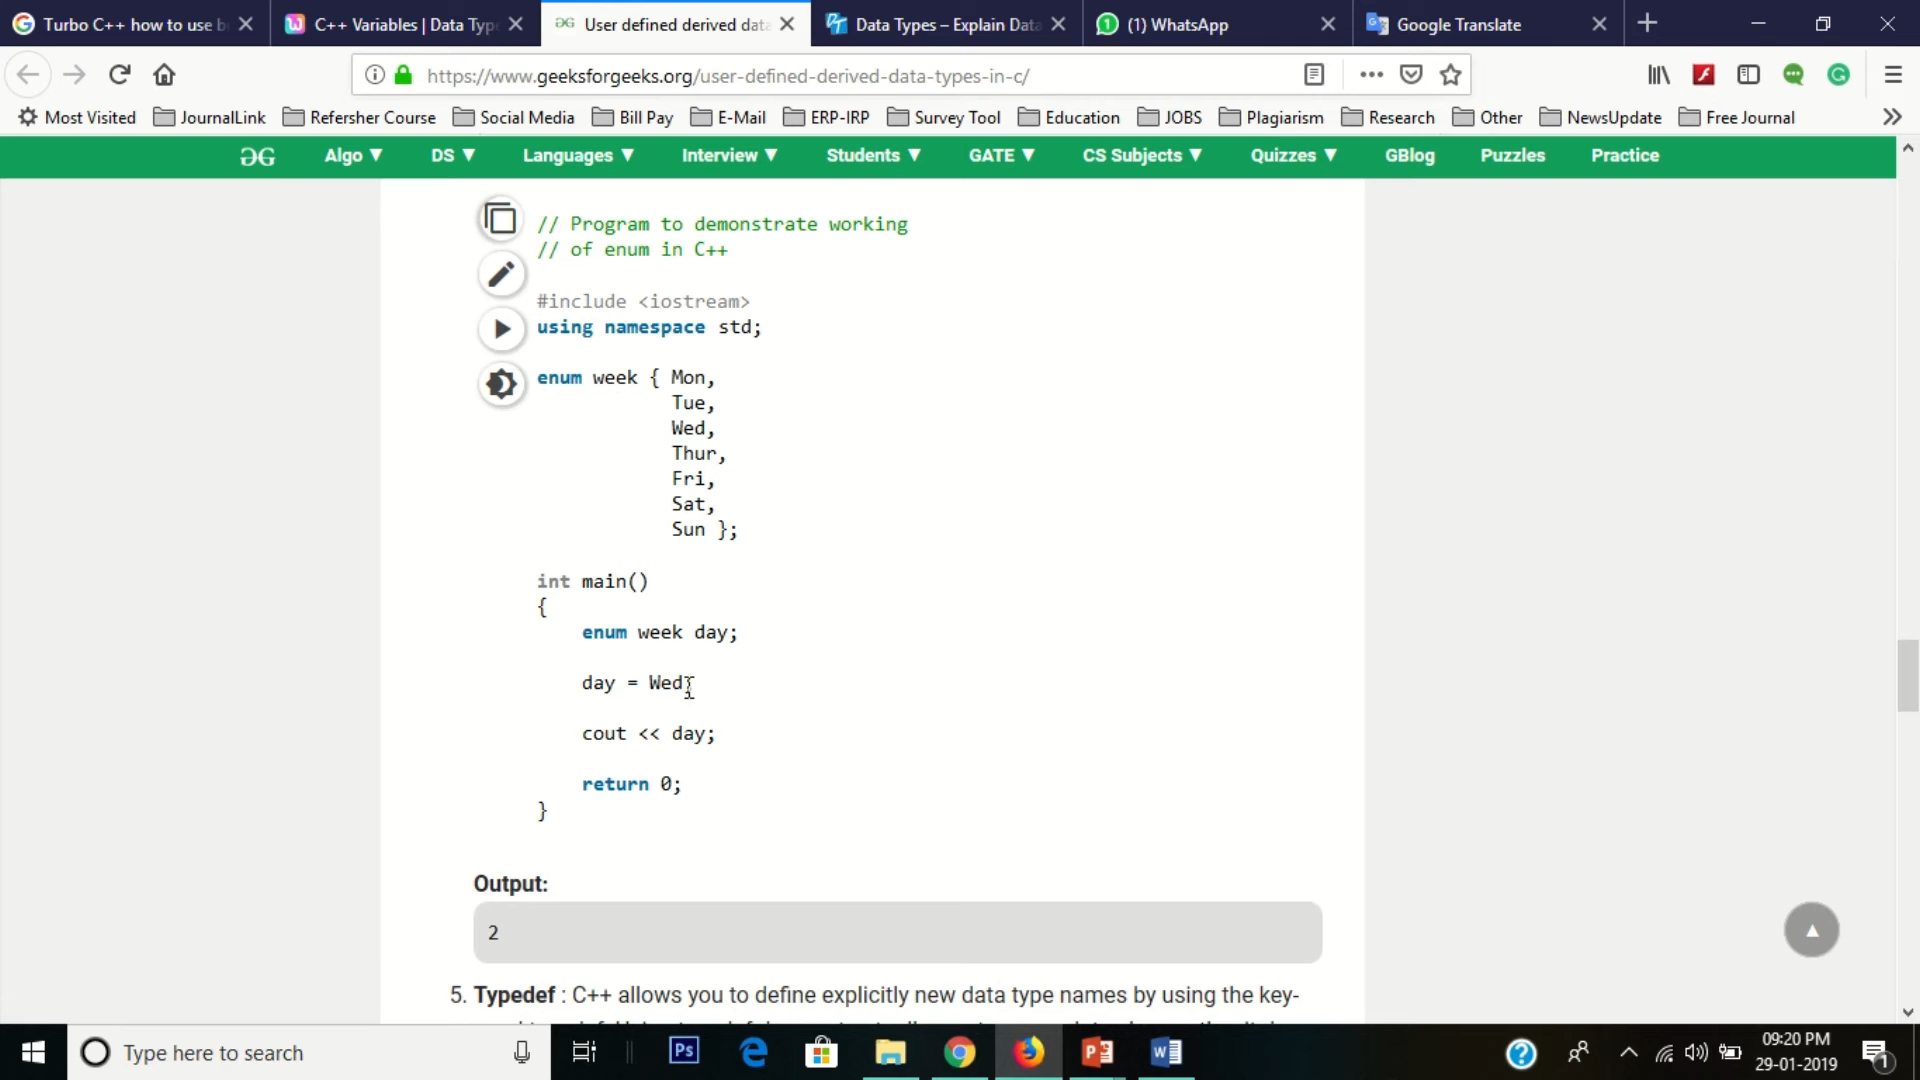 Turbo C++ how to use b
C++ Variables | Data Type
User defined derived data
Data Types – Explain Data
(1) WhatsApp
Google Translate
https://www.geeksforgeeks.org/user-defined-derived-data-types-in-c/
Most Visited JournalLink Refersher Course Social Media Bill Pay E-Mail ERP-IRP Survey Tool Education JOBS Plagiarism Research Other NewsUpdate Free Journal
Algo ▼ DS ▼ Languages ▼ Interview ▼ Students ▼ GATE ▼ CS Subjects ▼ Quizzes ▼ GBlog Puzzles Practice
// Program to demonstrate working
// of enum in C++
#include <iostream>
using namespace std;
enum week { Mon,
Tue,
Wed,
Thur,
Fri,
Sat,
Sun };
int main()
{
enum week day;
day = Wed;
cout << day;
return 0;
}
Output:
2
5. Typedef : C++ allows you to define explicitly new data type names by using the key-
Type here to search
Ps
09:20 PM
29-01-2019
1